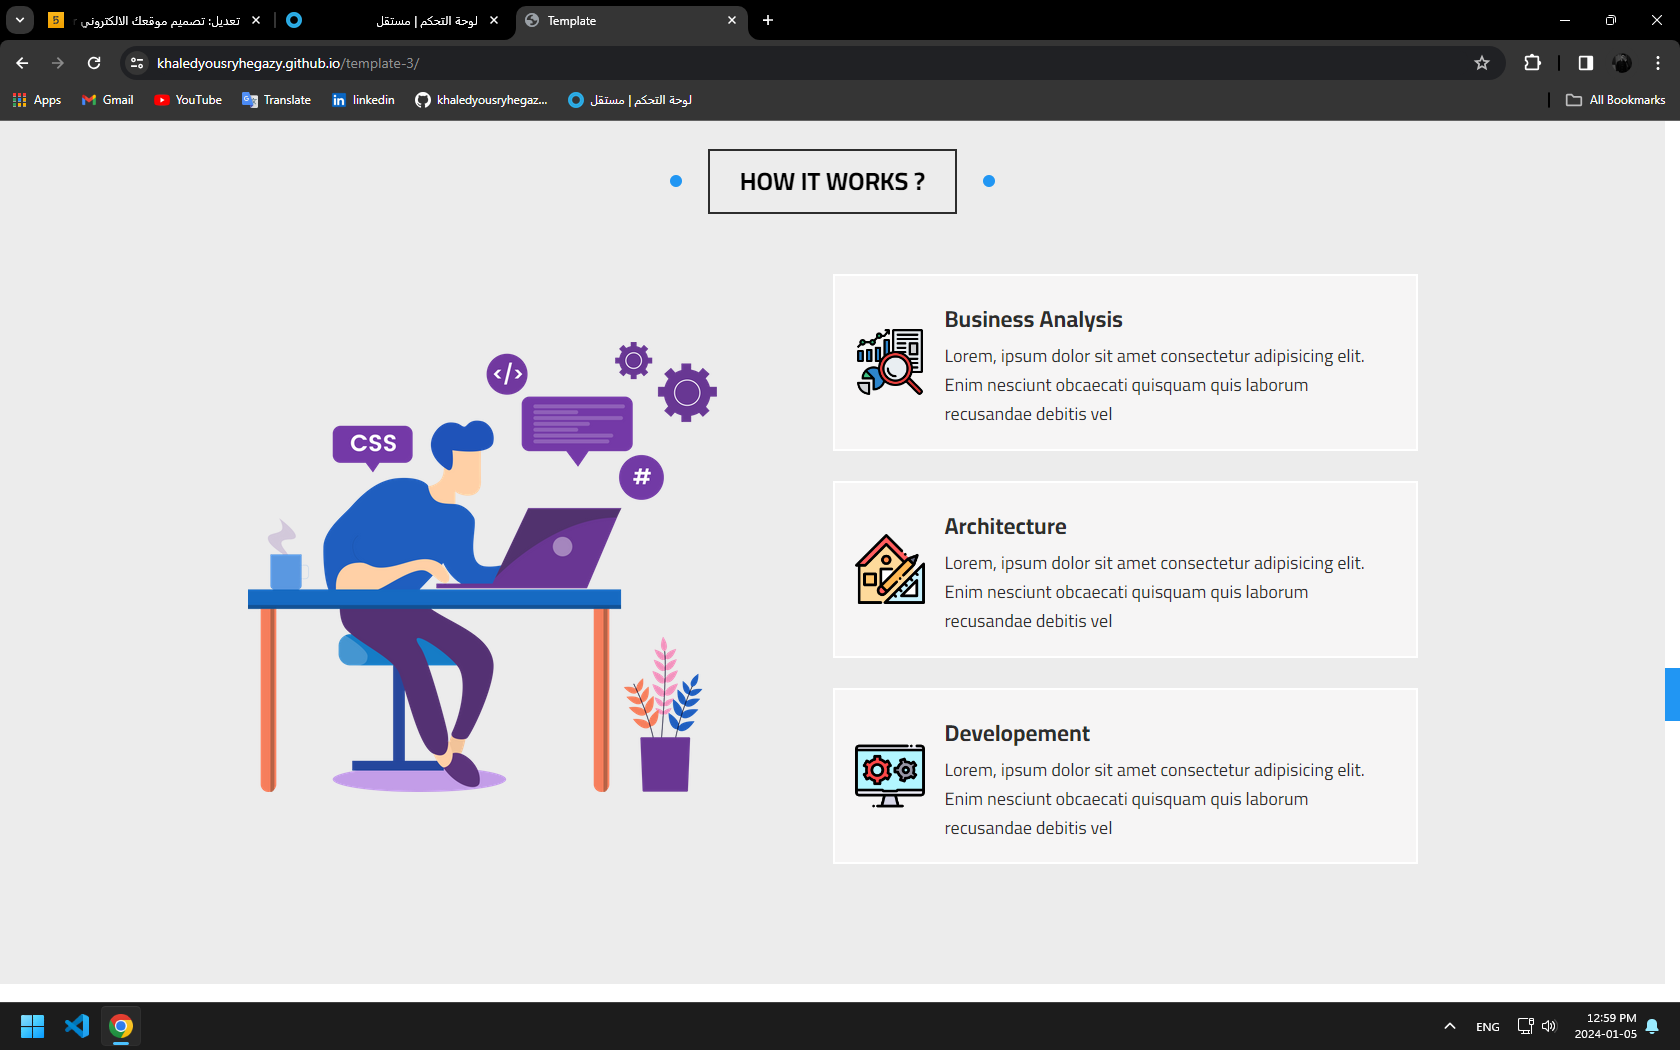 5
تعديل: تصميم موقعك الالكتروني
لوحة التحكم | مستقل
Template
khaledyousryhegazy.github.io/template-3/
Apps
Gmail
YouTube
Translate
linkedin
khaledyousryhegaz...
لوحة التحكم | مستقل
All Bookmarks
HOW IT WORKS ?
</>
CSS
#
Business Analysis
Lorem, ipsum dolor sit amet consectetur adipisicing elit.
Enim nesciunt obcaecati quisquam quis laborum
recusandae debitis vel
Architecture
Lorem, ipsum dolor sit amet consectetur adipisicing elit.
Enim nesciunt obcaecati quisquam quis laborum
recusandae debitis vel
Developement
Lorem, ipsum dolor sit amet consectetur adipisicing elit.
Enim nesciunt obcaecati quisquam quis laborum
recusandae debitis vel
ENG
12:59 PM
2024-01-05